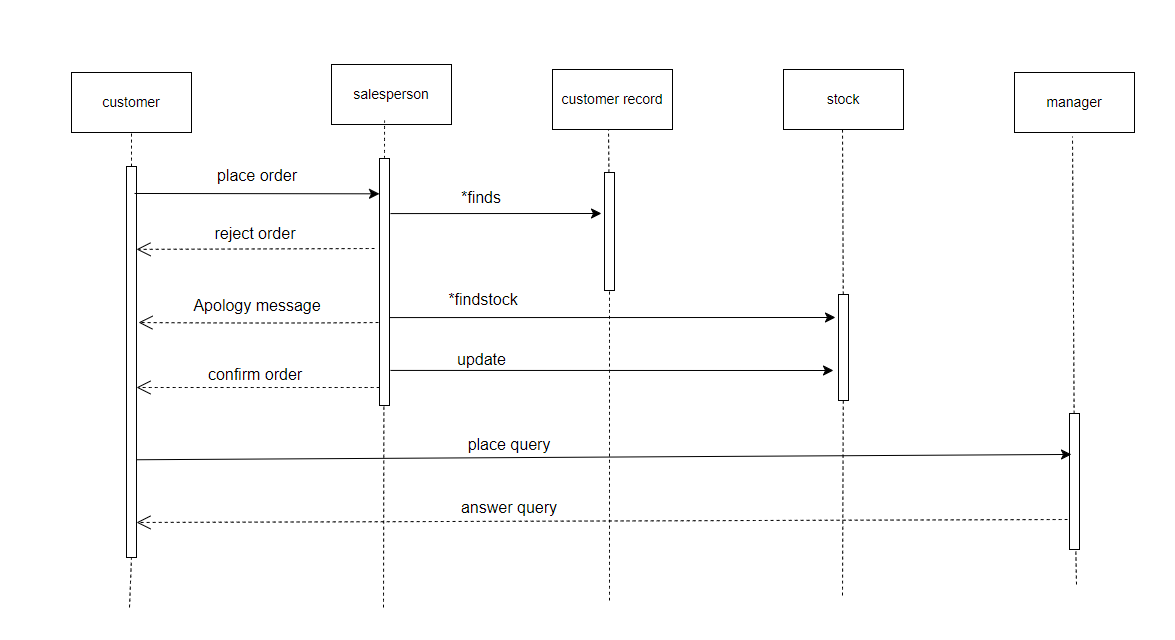 customer
salesperson
customer record
stock
manager
place order
*finds
reject order
*findstock
Apology message
update
confirm order
place query
answer query